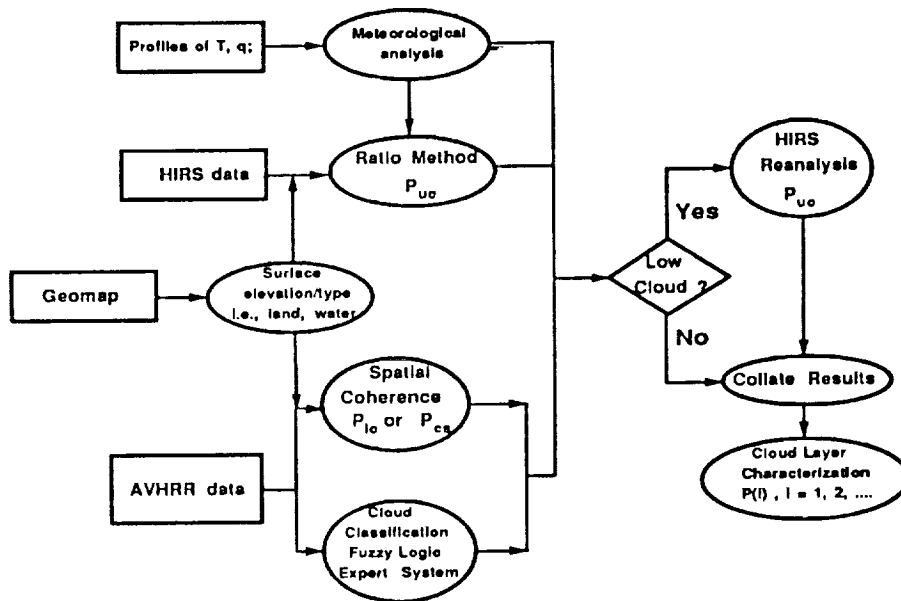 Profiles of T, q;
Meteorological
analysis
HIRS data
Ratio Method
P_uc
Geomap
Surface
elevation/type
i.e., land, water
AVHRR data
Spatial
Coherence
P_lc or P_cs
Cloud
Classification
Fuzzy Logic
Expert System
Low
Cloud ?
Yes
No
HIRS
Reanalysis
P_uc
Collate Results
Cloud Layer
Characterization
P(i) , i = 1, 2, ....